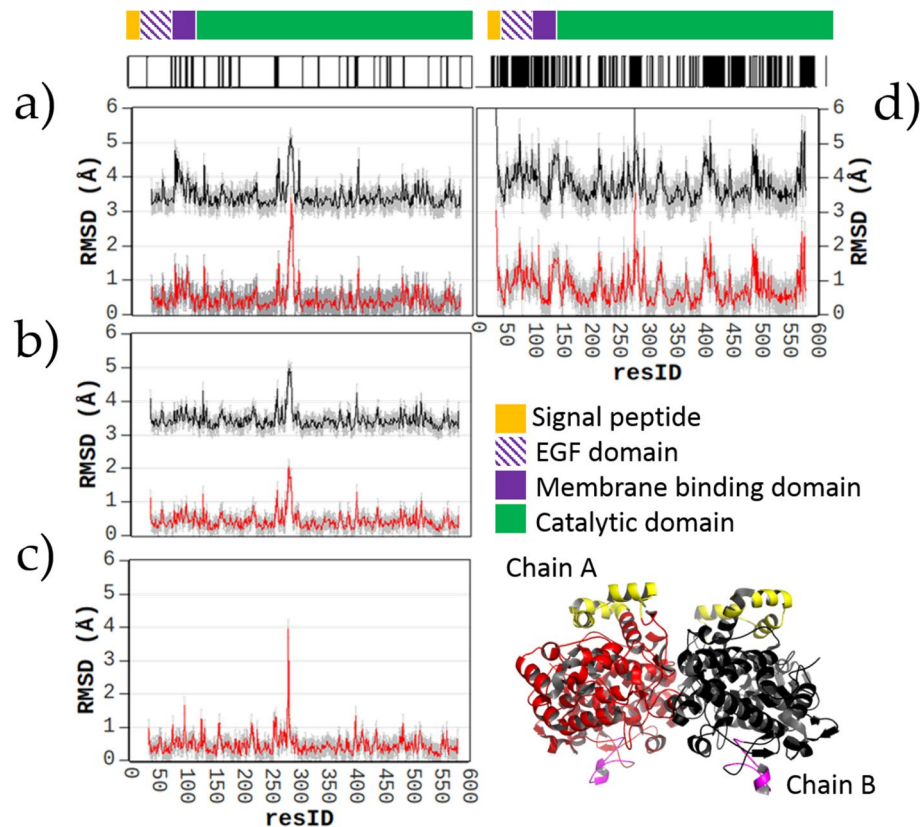 a)
6
5
4
3
2
1
0
RMSD (Å)
d)
6
5
4
3
2
1
0
RMSD (Å)
0 50 100 150 200 250 300 350 400 450 500 550 600
resID
b)
6
5
4
3
2
1
0
RMSD (Å)
Signal peptide
EGF domain
Membrane binding domain
Catalytic domain
c)
6
5
4
3
2
1
0
RMSD (Å)
0 50 100 150 200 250 300 350 400 450 500 550 600
resID
Chain A
Chain B